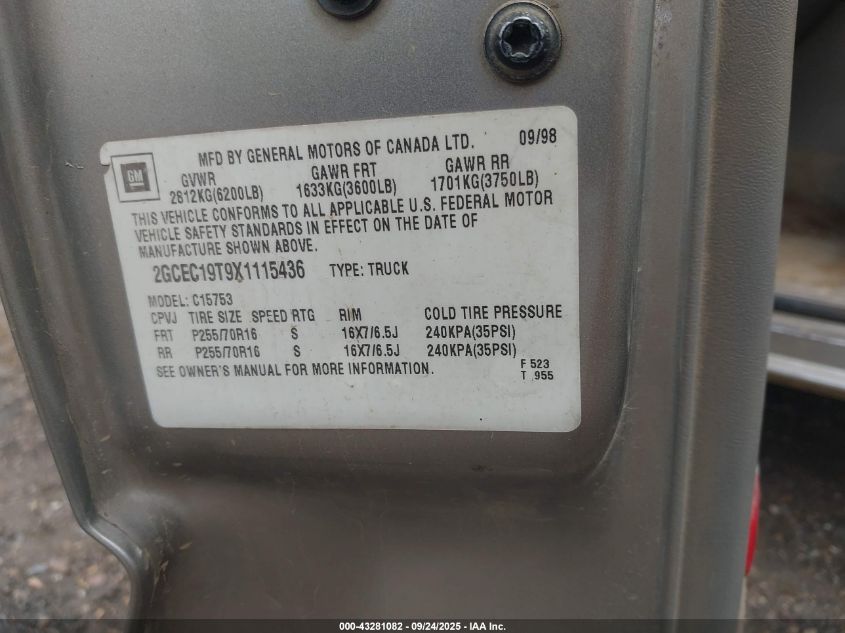 MFD BY GENERAL MOTORS OF CANADA LTD. 09/98
GM
GVWR GAWR FRT GAWR RR
2812KG(6200LB) 1633KG(3600LB) 1701KG(3750LB)
THIS VEHICLE CONFORMS TO ALL APPLICABLE U.S. FEDERAL MOTOR
VEHICLE SAFETY STANDARDS IN EFFECT ON THE DATE OF
MANUFACTURE SHOWN ABOVE.
2GCEC19T9X1115436 TYPE: TRUCK
MODEL: C15753
CPVJ TIRE SIZE SPEED RTG RIM COLD TIRE PRESSURE
FRT P255/70R16 S 16X7/6.5J 240KPA(35PSI)
RR P255/70R16 S 16X7/6.5J 240KPA(35PSI)
SEE OWNER'S MANUAL FOR MORE INFORMATION.
F 523
T .955
000-43281082 - 09/24/2025 - IAA Inc.